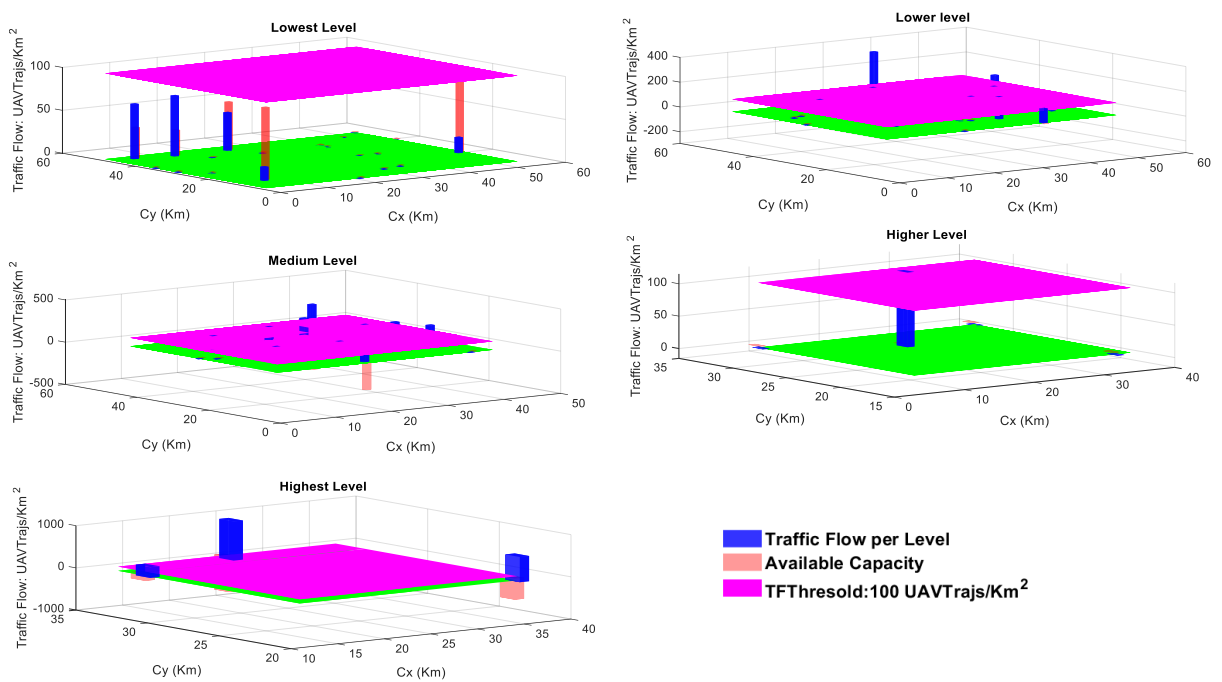 Lowest Level
Traffic Flow: UAVTrajs/Km²
100
50
0
60
40
20
0
Cy (Km)
0
10
20
30
40
50
60
Cx (Km)
Lower level
Traffic Flow: UAVTrajs/Km²
400
200
0
-200
60
40
20
0
Cy (Km)
0
20
40
60
Cx (Km)
Medium Level
Traffic Flow: UAVTrajs/Km²
500
0
-500
60
40
20
0
Cy (Km)
0
10
20
30
40
50
Cx (Km)
Higher Level
Traffic Flow: UAVTrajs/Km²
100
50
0
35
30
25
20
15
Cy (Km)
0
10
20
30
40
Cx (Km)
Highest Level
Traffic Flow: UAVTrajs/Km²
1000
0
-1000
35
30
25
20
Cy (Km)
10
15
20
25
30
35
40
Cx (Km)
Traffic Flow per Level
Available Capacity
TFThresold:100 UAVTrajs/Km²